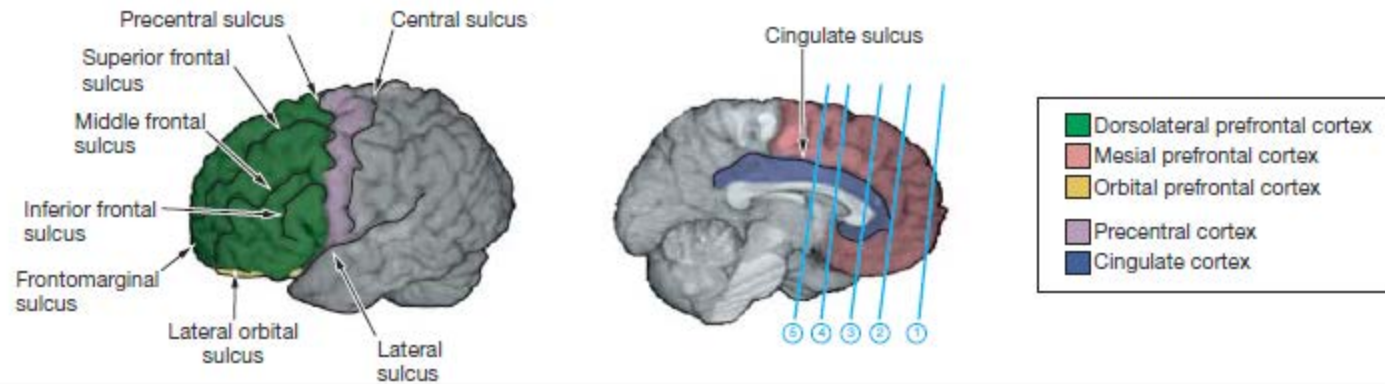 Precentral sulcus
Central sulcus
Superior frontal
sulcus
Middle frontal
sulcus
Inferior frontal
sulcus
Frontomarginal
sulcus
Lateral orbital
sulcus
Lateral
sulcus
Cingulate sulcus
5 4 3 2 1
Dorsolateral prefrontal cortex
Mesial prefrontal cortex
Orbital prefrontal cortex
Precentral cortex
Cingulate cortex